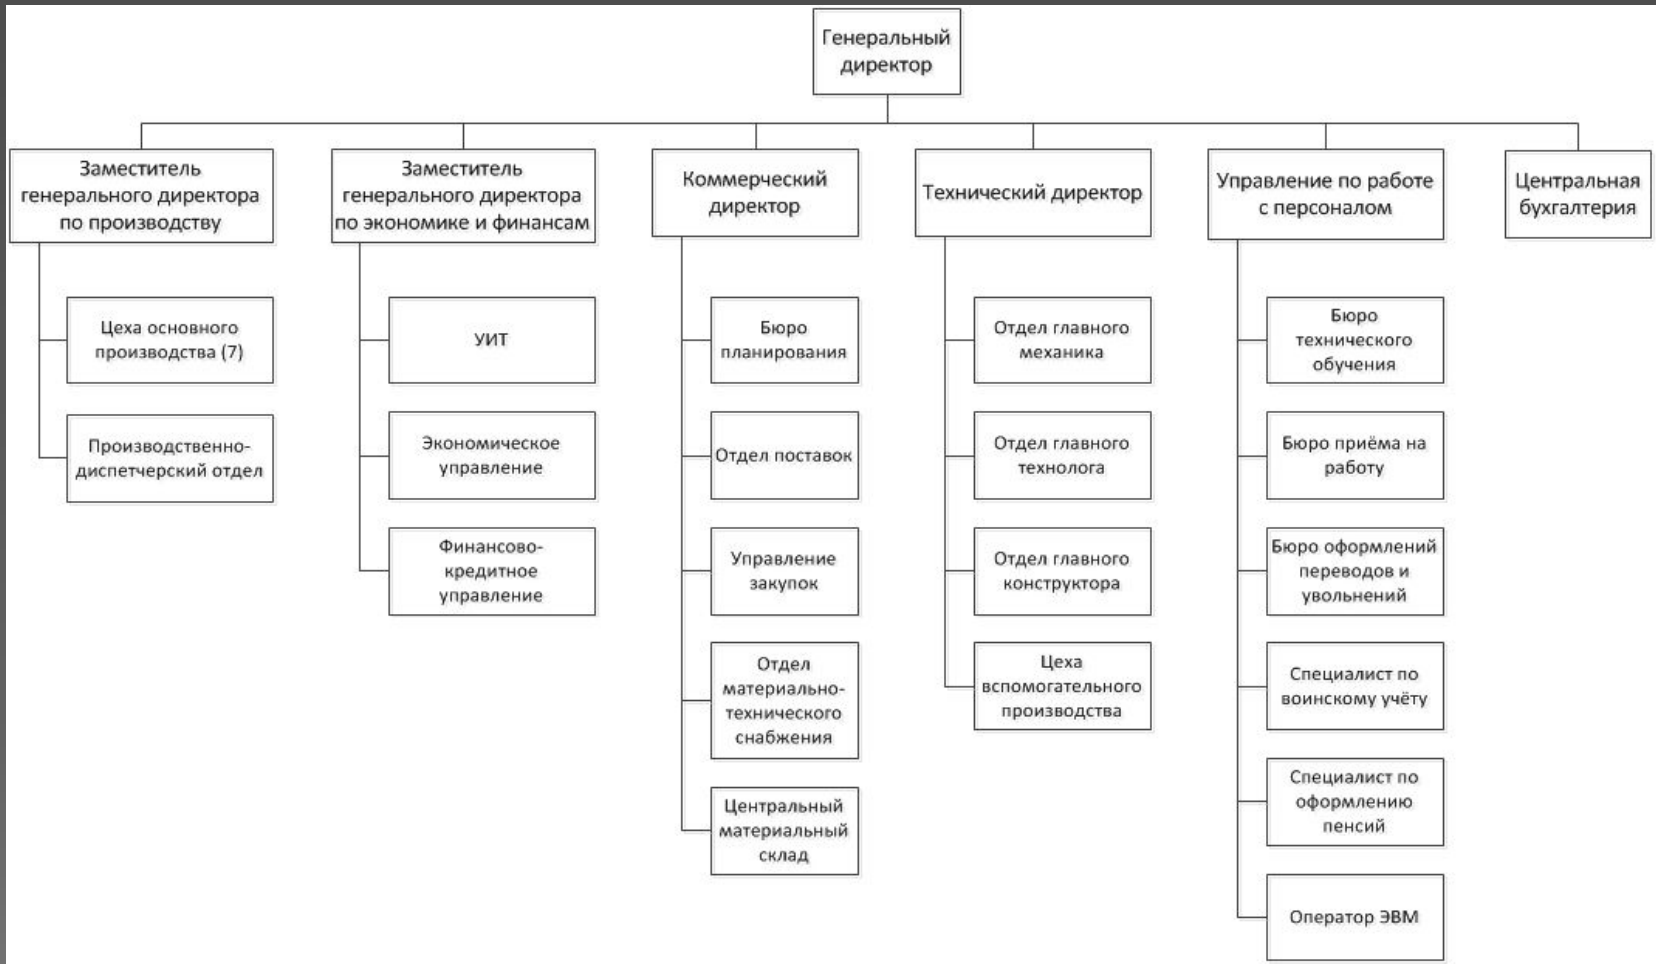 Генеральный
директор
Заместитель
генерального директора
по производству
Заместитель
генерального директора
по экономике и финансам
Коммерческий
директор
Технический директор
Управление по работе
с персоналом
Центральная
бухгалтерия
Цеха основного
производства (7)
Производственно-
диспетчерский отдел
УИТ
Экономическое
управление
Финансово-
кредитное
управление
Бюро
планирования
Отдел поставок
Управление
закупок
Отдел
материально-
технического
снабжения
Центральный
материальный
склад
Отдел главного
механика
Отдел главного
технолога
Отдел главного
конструктора
Цеха
вспомогательного
производства
Бюро
технического
обучения
Бюро приёма на
работу
Бюро оформлений
переводов и
увольнений
Специалист по
воинскому учёту
Специалист по
оформлению
пенсий
Оператор ЭВМ